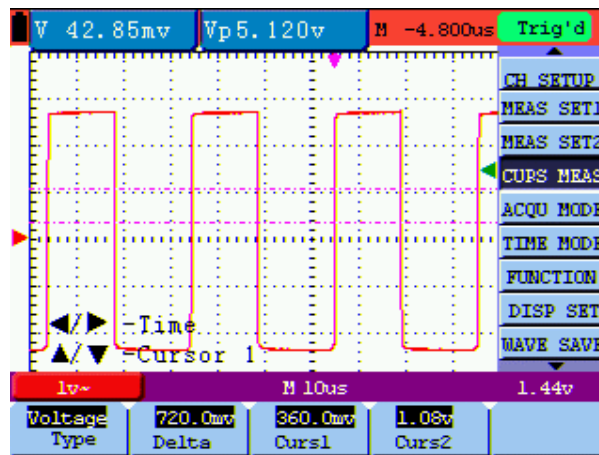 V 42.85mv Vp5.120v M -4.800us Trig'd
CH SETUP
MEAS SET1
MEAS SET2
CUPS MEAS
ACQU MODE
TIME MODE
FUNCTION
DISP SET
WAVE SAVE
◀/▶ -Time
▲/▼ -Cursor 1
1v~ M 10us 1.44v
Voltage 720.0mv 360.0mv 1.08v
Type Delta Curs1 Curs2